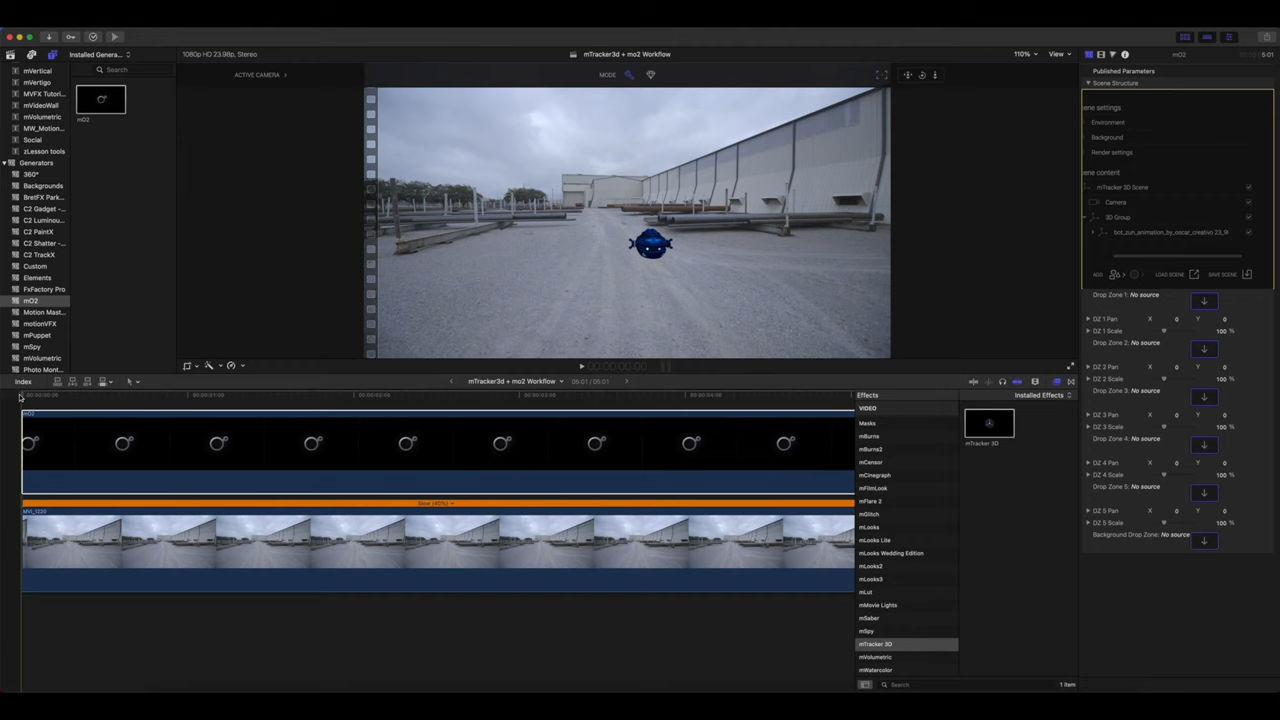 Installed Genera...
Search
1080p HD 23.98p, Stereo
mTracker3d + mo2 Workflow
110%
View
mO2
5:01
mVertical
mVertigo
MVFX Tutori...
mVideoWall
mVolumetric
MW_Motion...
Social
zLesson tools
Generators
360°
Backgrounds
BretFX Park...
C2 Gadget -...
C2 Luminou...
C2 PaintX
C2 Shatter -...
C2 TrackX
Custom
Elements
FxFactory Pro
mO2
Motion Mast...
motionVFX
mPuppet
mSpy
mVolumetric
Photo Mont...
mO2
ACTIVE CAMERA
MODE
Published Parameters
Scene Structure
ene settings
Environment
Background
Render settings
ene content
mTracker 3D Scene
Camera
3D Group
bot_zun_animation_by_oscar_creativo 23_9
ADD
LOAD SCENE
SAVE SCENE
Drop Zone 1: No source
DZ 1 Pan X 0 Y 0
DZ 1 Scale 100 %
Drop Zone 2: No source
DZ 2 Pan X 0 Y 0
DZ 2 Scale 100 %
Drop Zone 3: No source
DZ 3 Pan X 0 Y 0
DZ 3 Scale 100 %
Drop Zone 4: No source
DZ 4 Pan X 0 Y 0
DZ 4 Scale 100 %
Drop Zone 5: No source
DZ 5 Pan X 0 Y 0
DZ 5 Scale 100 %
Background Drop Zone: No source
Index
mTracker3d + mo2 Workflow
05:01 / 05:01
mO2
Slow (40%)
MVI_1220
Effects
Installed Effects
VIDEO
Masks
mBurns
mBurns2
mCensor
mCinegraph
mFilmLook
mFlare 2
mGlitch
mLooks
mLooks Lite
mLooks Wedding Edition
mLooks2
mLooks3
mLut
mMovie Lights
mSaber
mSpy
mTracker 3D
mVolumetric
mWatercolor
mTracker 3D
Search
1 item